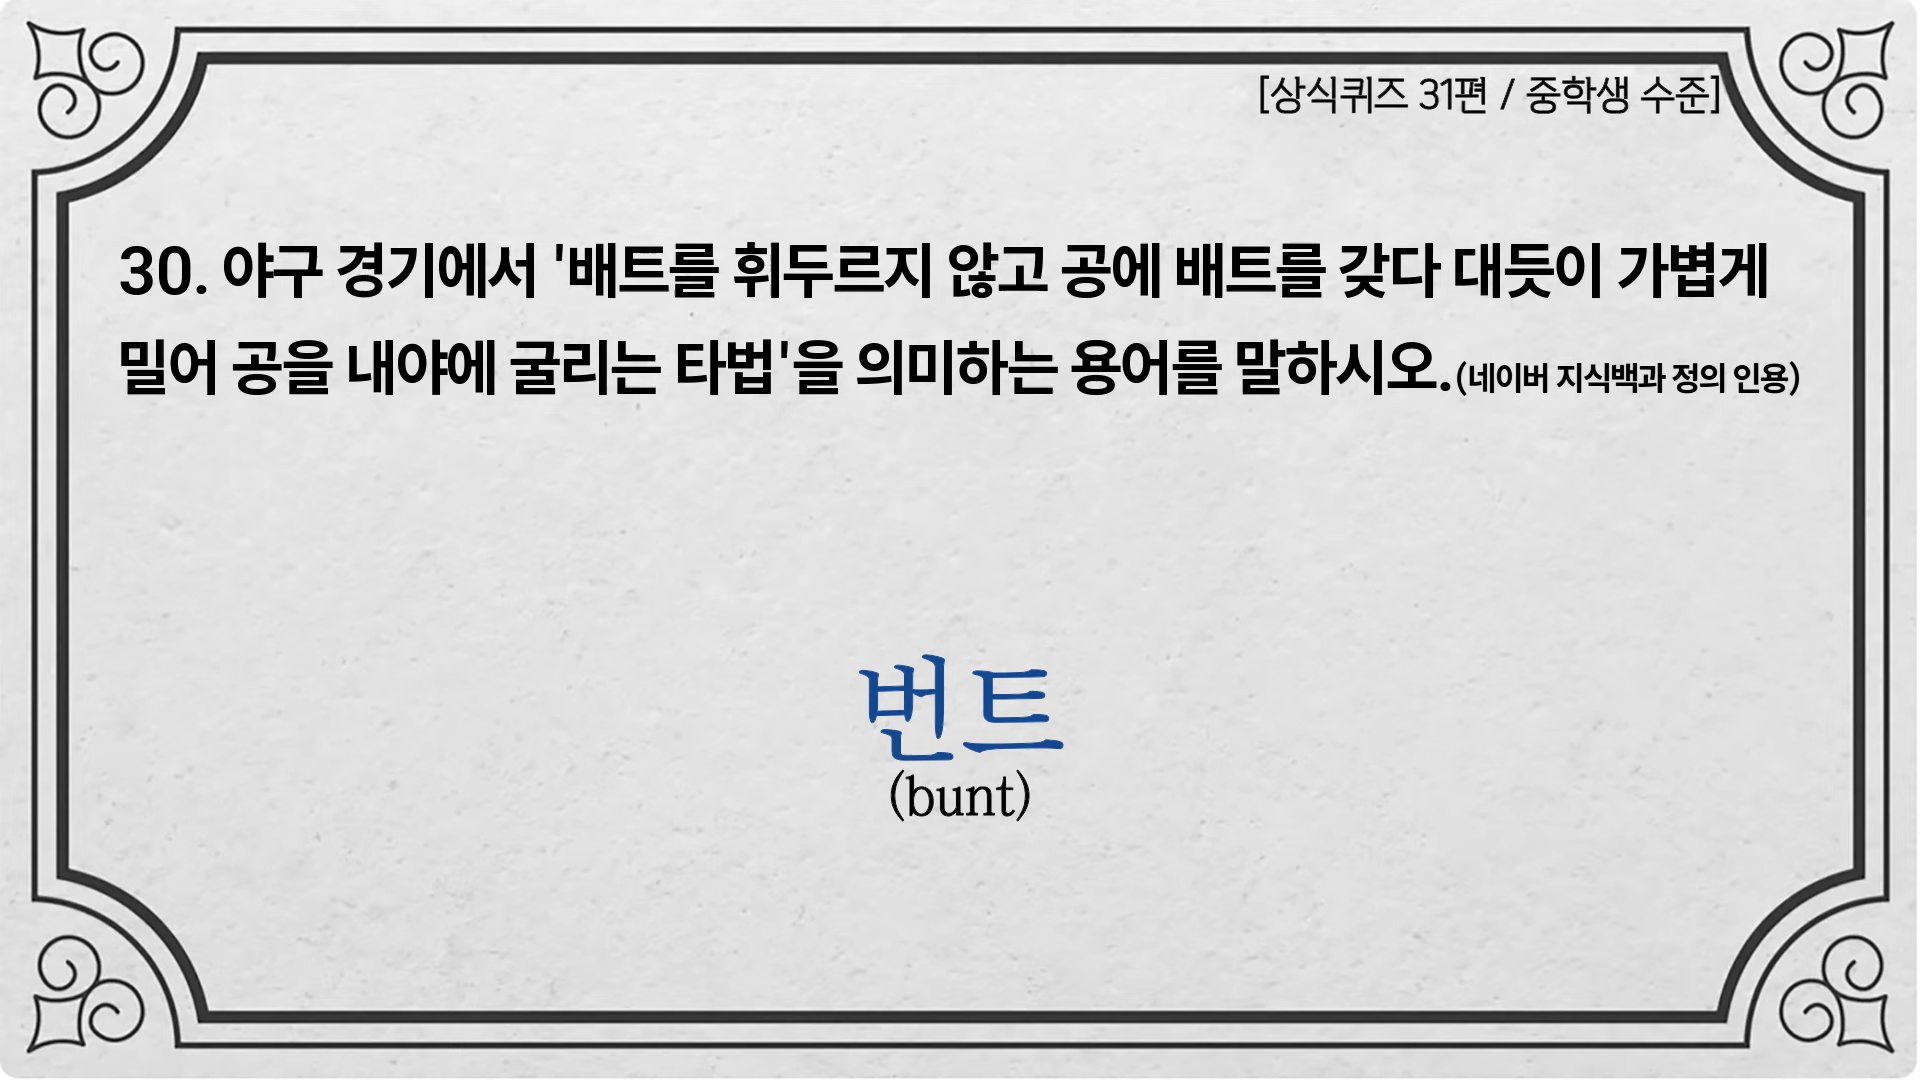 [상식퀴즈 31편 / 중학생 수준]
30. 야구 경기에서 '배트를 휘두르지 않고 공에 배트를 갖다 대듯이 가볍게
밀어 공을 내야에 굴리는 타법'을 의미하는 용어를 말하시오.(네이버 지식백과 정의 인용)
번트
(bunt)